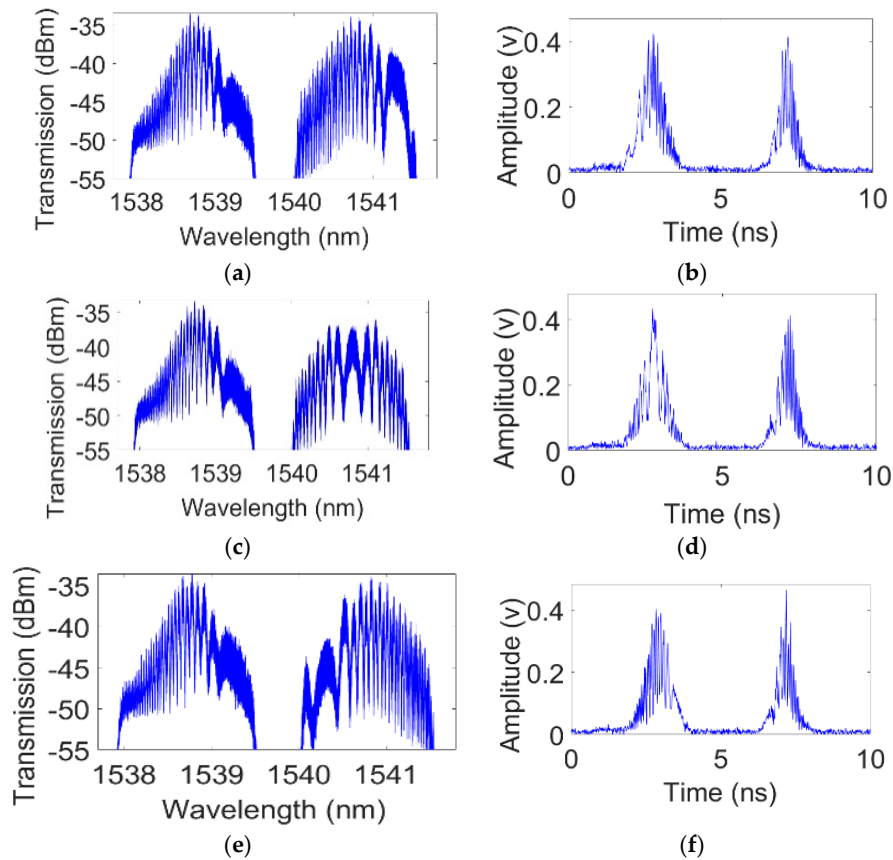 Transmission (dBm)
-35
-40
-45
-50
-55
1538 1539 1540 1541
Wavelength (nm)
(a)
Amplitude (v)
0.4
0.2
0
0 5 10
Time (ns)
(b)
Transmission (dBm)
-35
-40
-45
-50
-55
1538 1539 1540 1541
Wavelength (nm)
(c)
Amplitude (v)
0.4
0.2
0
0 5 10
Time (ns)
(d)
Transmission (dBm)
-35
-40
-45
-50
-55
1538 1539 1540 1541
Wavelength (nm)
(e)
Amplitude (v)
0.4
0.2
0
0 5 10
Time (ns)
(f)